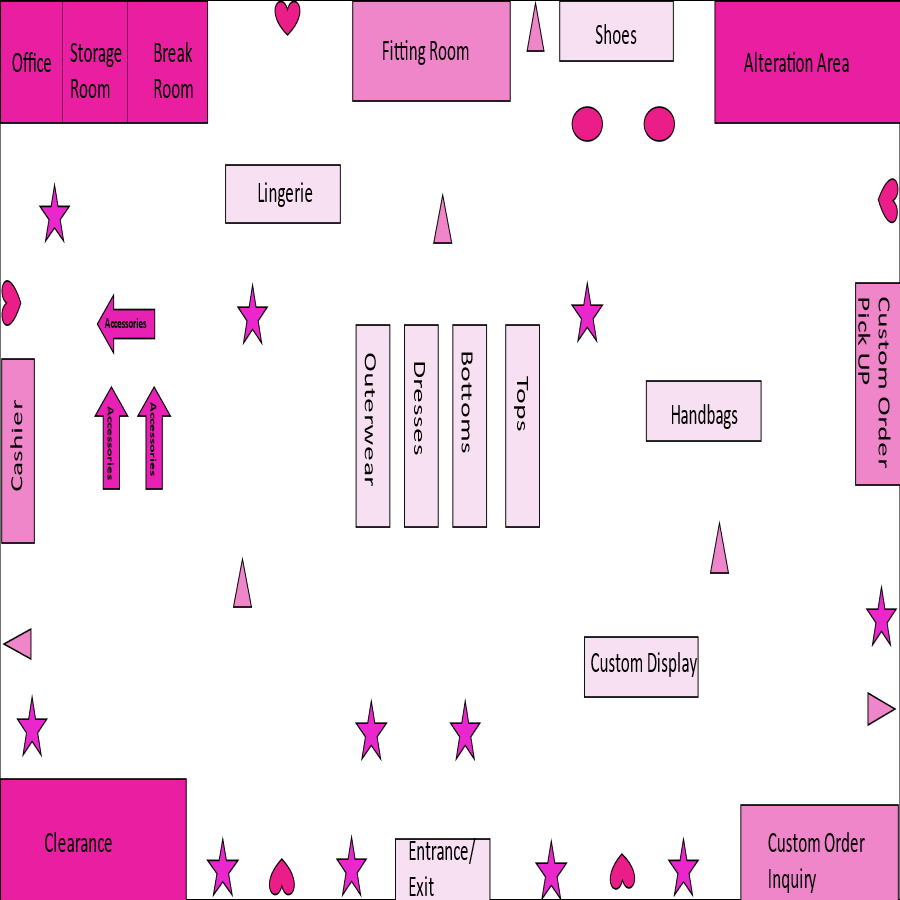 Office
Storage
Room
Break
Room
Fitting Room
Shoes
Alteration Area
Lingerie
Accessories
Accessories
Accessories
Cashier
Outerwear
Dresses
Bottoms
Tops
Handbags
Custom Order
Pick UP
Custom Display
Clearance
Entrance/
Exit
Custom Order
Inquiry